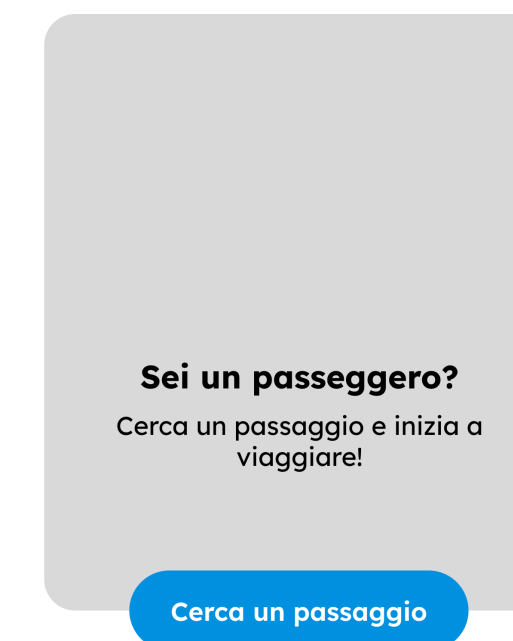 Sei un passeggero?
Cerca un passaggio e inizia a
viaggiare!
Cerca un passaggio